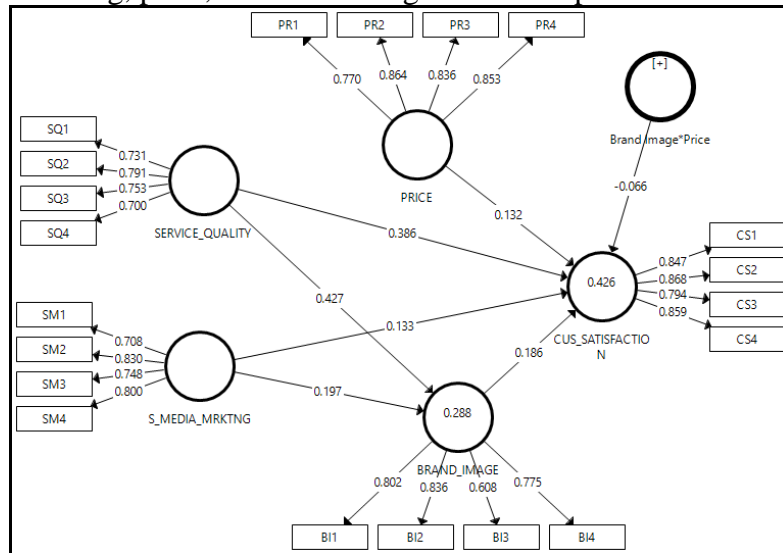 PR1
PR2
PR3
PR4
0.770
0.864
0.836
0.853
[+]
Brand Image*Price
SQ1
SQ2
SQ3
SQ4
0.731
0.791
0.753
0.700
SERVICE_QUALITY
PRICE
-0.066
0.386
0.132
0.427
0.426
CUS_SATISFACTIO
N
0.847
0.868
0.794
0.859
CS1
CS2
CS3
CS4
SM1
SM2
SM3
SM4
0.708
0.830
0.748
0.800
S_MEDIA_MRKTNG
0.133
0.197
0.186
0.288
BRAND_IMAGE
0.802
0.836
0.608
0.775
BI1
BI2
BI3
BI4